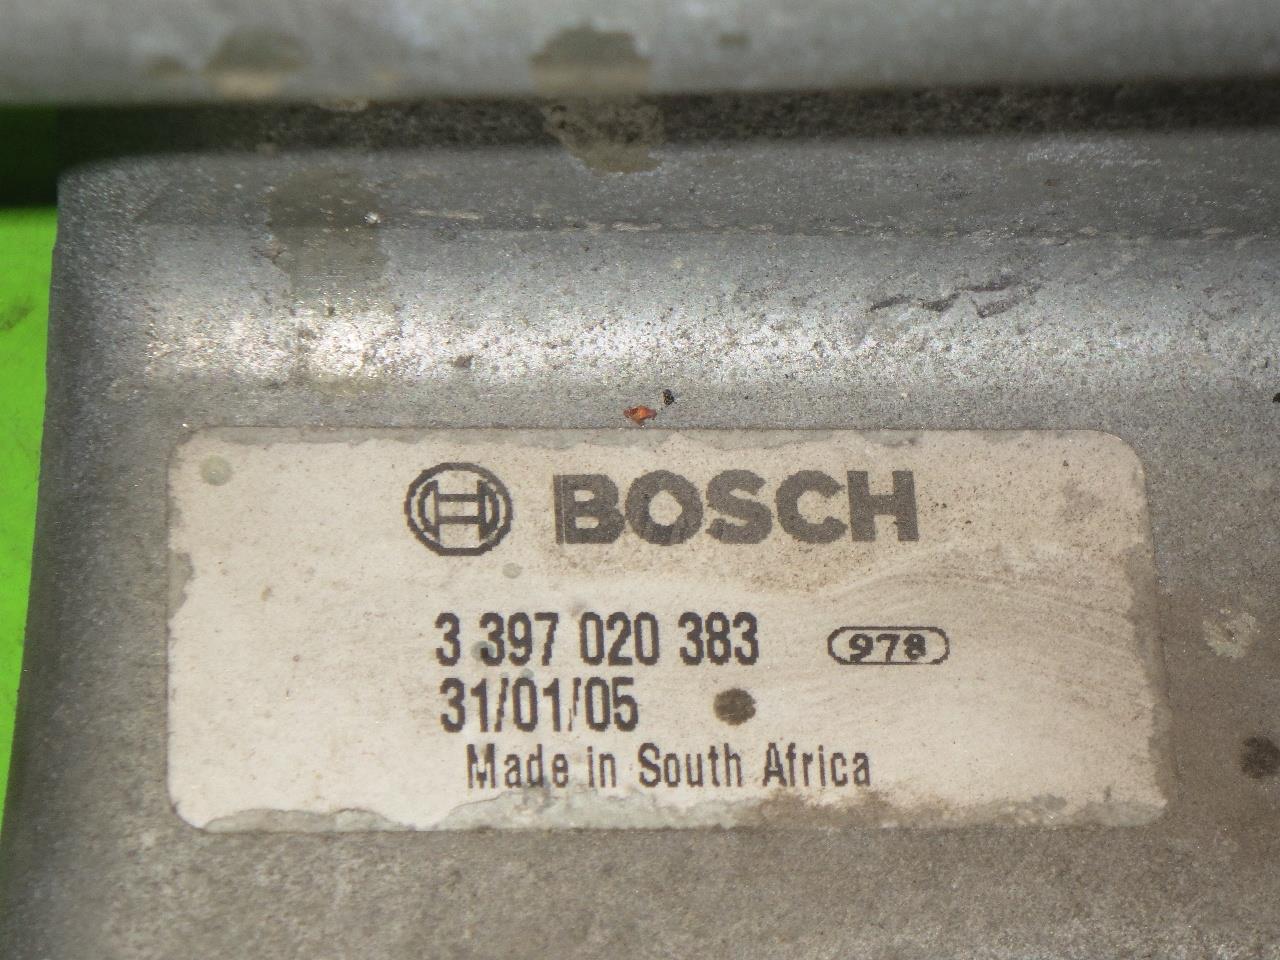 BOSCH
3 397 020 383 978
31/01/05
Made in South Africa